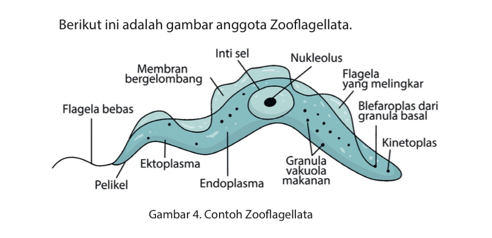 Berikut ini adalah gambar anggota Zooflagellata.
Inti sel
Nukleolus
Membran
bergelombang
Flagela
yang melingkar
Flagela bebas
Blefaroplas dari
granula basal
Kinetoplas
Ektoplasma
Granula
vakuola
makanan
Pelikel
Endoplasma
Gambar 4. Contoh Zooflagellata